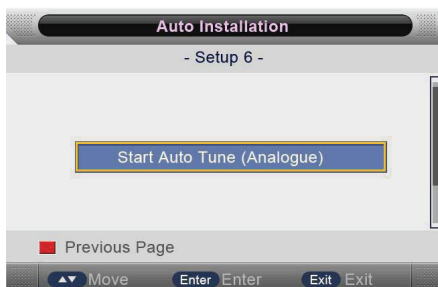 Auto Installation
- Setup 6 -
Start Auto Tune (Analogue)
Previous Page
▲▼ Move Enter Enter Exit Exit